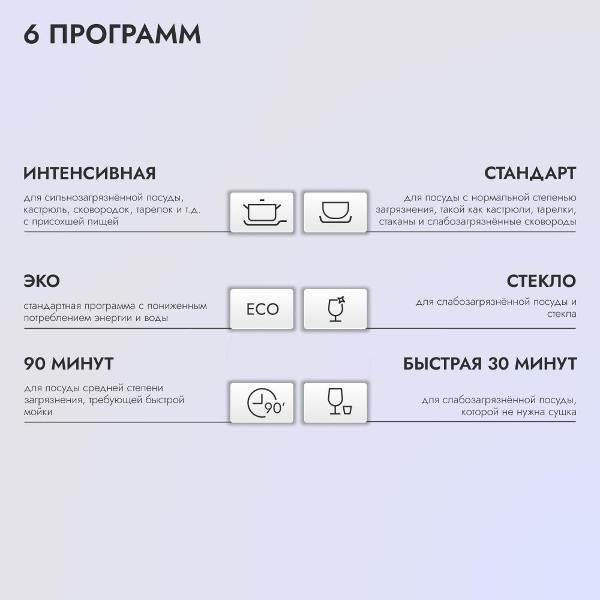 6 ПРОГРАММ
ИНТЕНСИВНАЯ
для сильнозагрязнённой посуды,
кастрюль, сковородок, тарелок и т.д.
с присохшей пищей
СТАНДАРТ
для посуды с нормальной степенью
загрязнения, такой как кастрюли, тарелки,
стаканы и слабозагрязнённые сковороды
ЭКО
стандартная программа с пониженным
потреблением энергии и воды
ECO
СТЕКЛО
для слабозагрязнённой посуды и
стекла
90 МИНУТ
для посуды средней степени
загрязнения, требующей быстрой
мойки
90'
БЫСТРАЯ 30 МИНУТ
для слабозагрязнённой посуды,
которой не нужна сушка